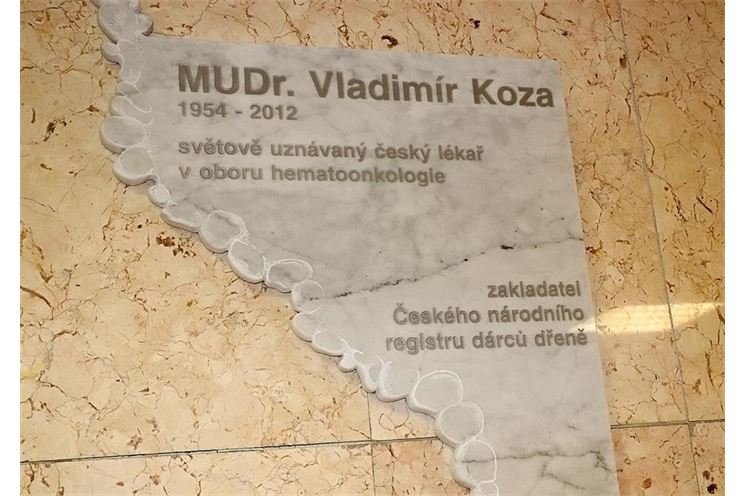 MUDr. Vladimír Koza
1954 - 2012
světově uznávaný český lékař
v oboru hematoonkologie
zakladatel
Českého národního
registru dárců dřeně